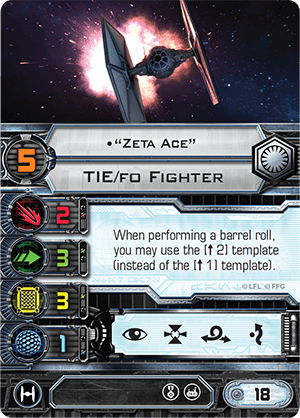 •“Zeta Ace”
5
TIE/fo Fighter
2
3
3
1
When performing a barrel roll,
you may use the [↑ 2] template
(instead of the [↑ 1] template).
©LFL ©FFG
18